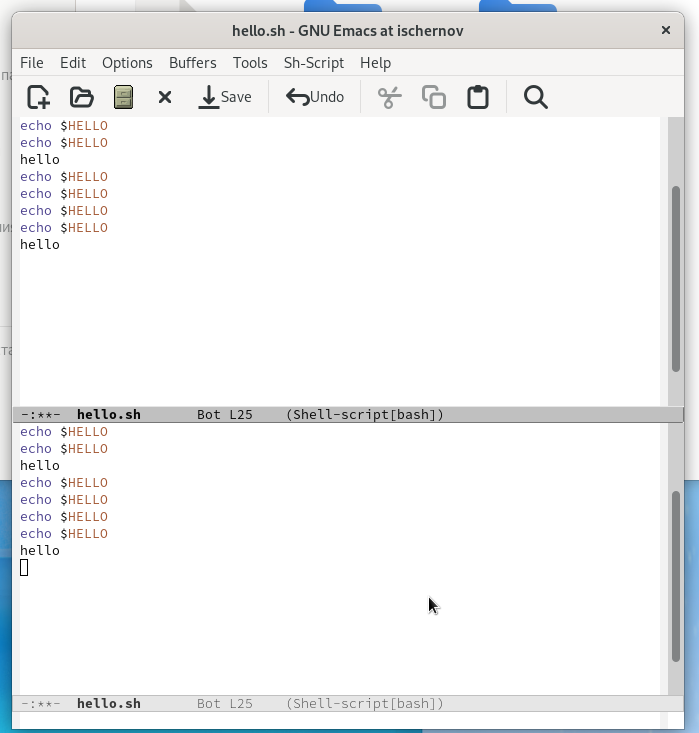 hello.sh - GNU Emacs at ischernov
File Edit Options Buffers Tools Sh-Script Help
Save Undo
echo $HELLO
echo $HELLO
hello
echo $HELLO
echo $HELLO
echo $HELLO
echo $HELLO
hello
-:**- hello.sh Bot L25 (Shell-script[bash])
echo $HELLO
echo $HELLO
hello
echo $HELLO
echo $HELLO
echo $HELLO
echo $HELLO
hello
-:**- hello.sh Bot L25 (Shell-script[bash])